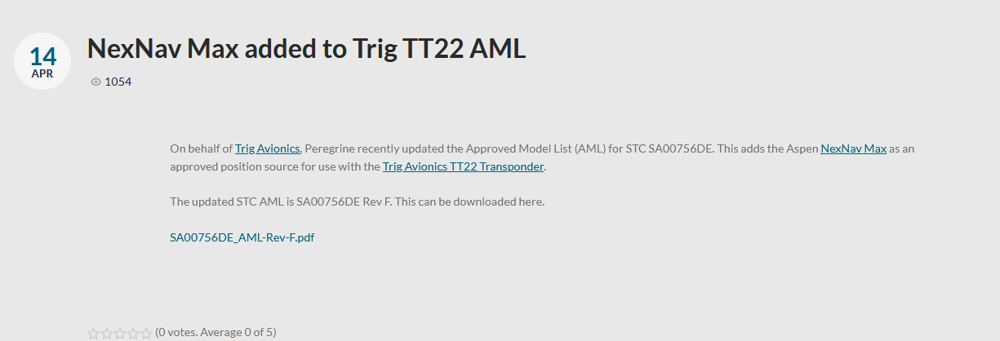 14
APR
NexNav Max added to Trig TT22 AML
1054
On behalf of Trig Avionics, Peregrine recently updated the Approved Model List (AML) for STC SA00756DE. This adds the Aspen NexNav Max as an
approved position source for use with the Trig Avionics TT22 Transponder.
The updated STC AML is SA00756DE Rev F. This can be downloaded here.
SA00756DE_AML-Rev-F.pdf
(0 votes. Average 0 of 5)